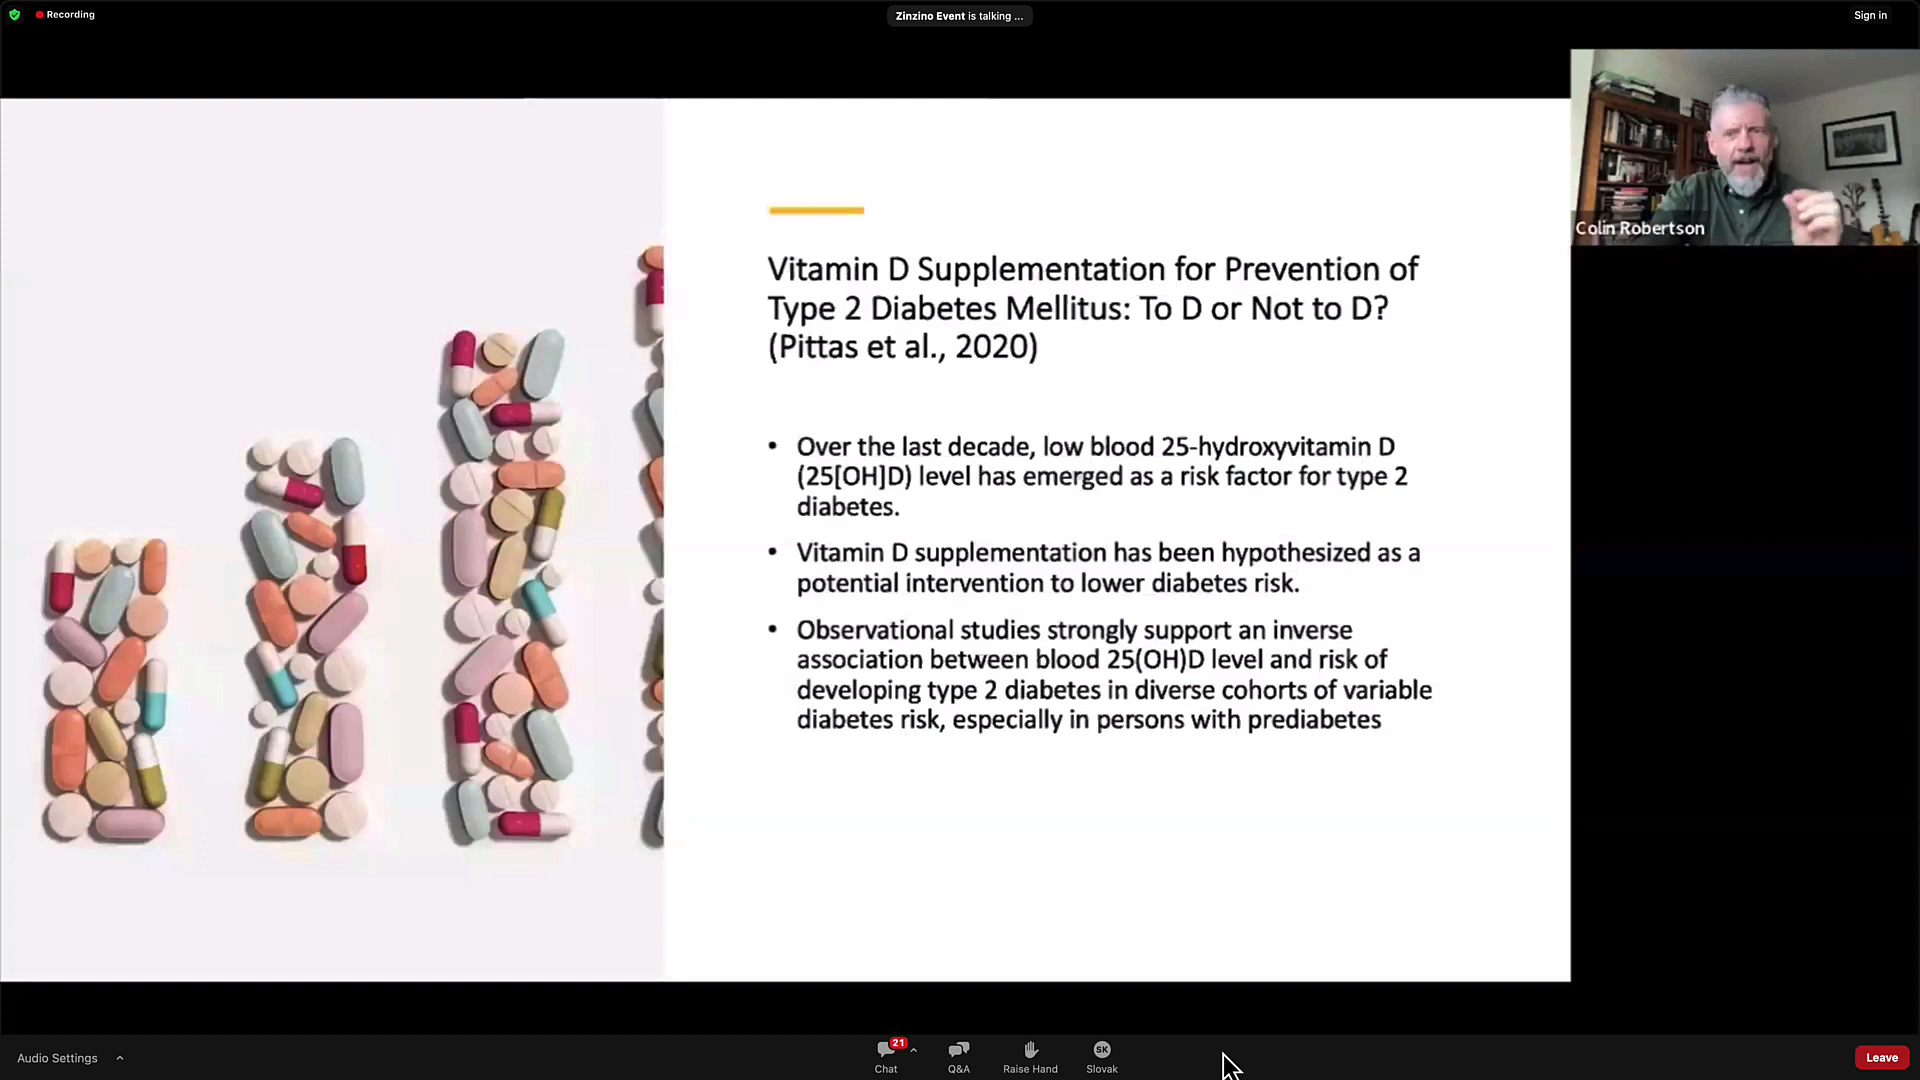 Recording
Zinzino Event is talking ...
Sign in
Colin Robertson
Vitamin D Supplementation for Prevention of
Type 2 Diabetes Mellitus: To D or Not to D?
(Pittas et al., 2020)
• Over the last decade, low blood 25-hydroxyvitamin D
(25[OH]D) level has emerged as a risk factor for type 2
diabetes.
• Vitamin D supplementation has been hypothesized as a
potential intervention to lower diabetes risk.
• Observational studies strongly support an inverse
association between blood 25(OH)D level and risk of
developing type 2 diabetes in diverse cohorts of variable
diabetes risk, especially in persons with prediabetes
Audio Settings
21
Chat
Q&A
Raise Hand
SK
Slovak
Leave